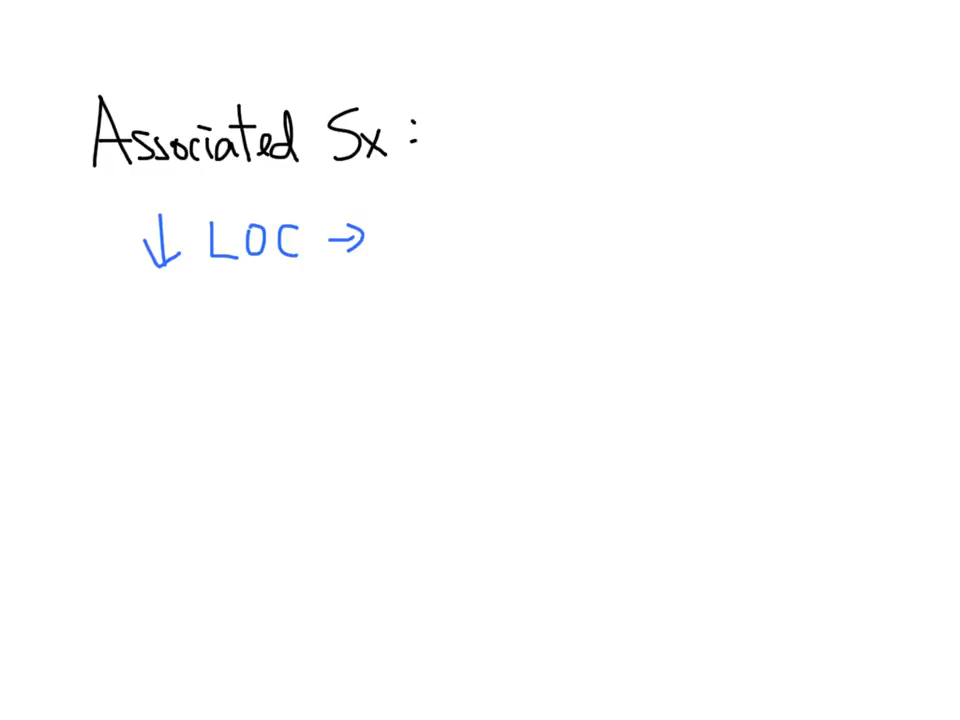 Associated Sx:
↓ LOC →